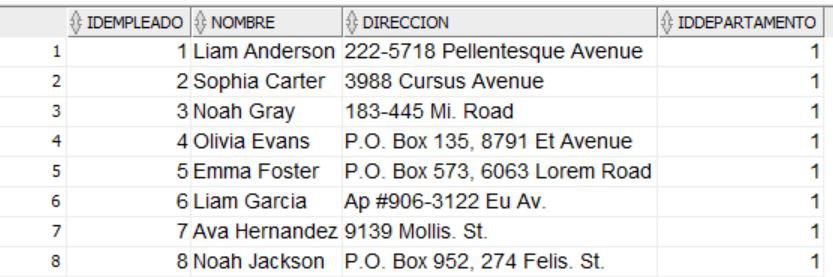 IDEMPLEADO NOMBRE DIRECCION IDDEPARTAMENTO
1 1 Liam Anderson 222-5718 Pellentesque Avenue 1
2 2 Sophia Carter 3988 Cursus Avenue 1
3 3 Noah Gray 183-445 Mi. Road 1
4 4 Olivia Evans P.O. Box 135, 8791 Et Avenue 1
5 5 Emma Foster P.O. Box 573, 6063 Lorem Road 1
6 6 Liam Garcia Ap #906-3122 Eu Av. 1
7 7 Ava Hernandez 9139 Mollis. St. 1
8 8 Noah Jackson P.O. Box 952, 274 Felis. St. 1